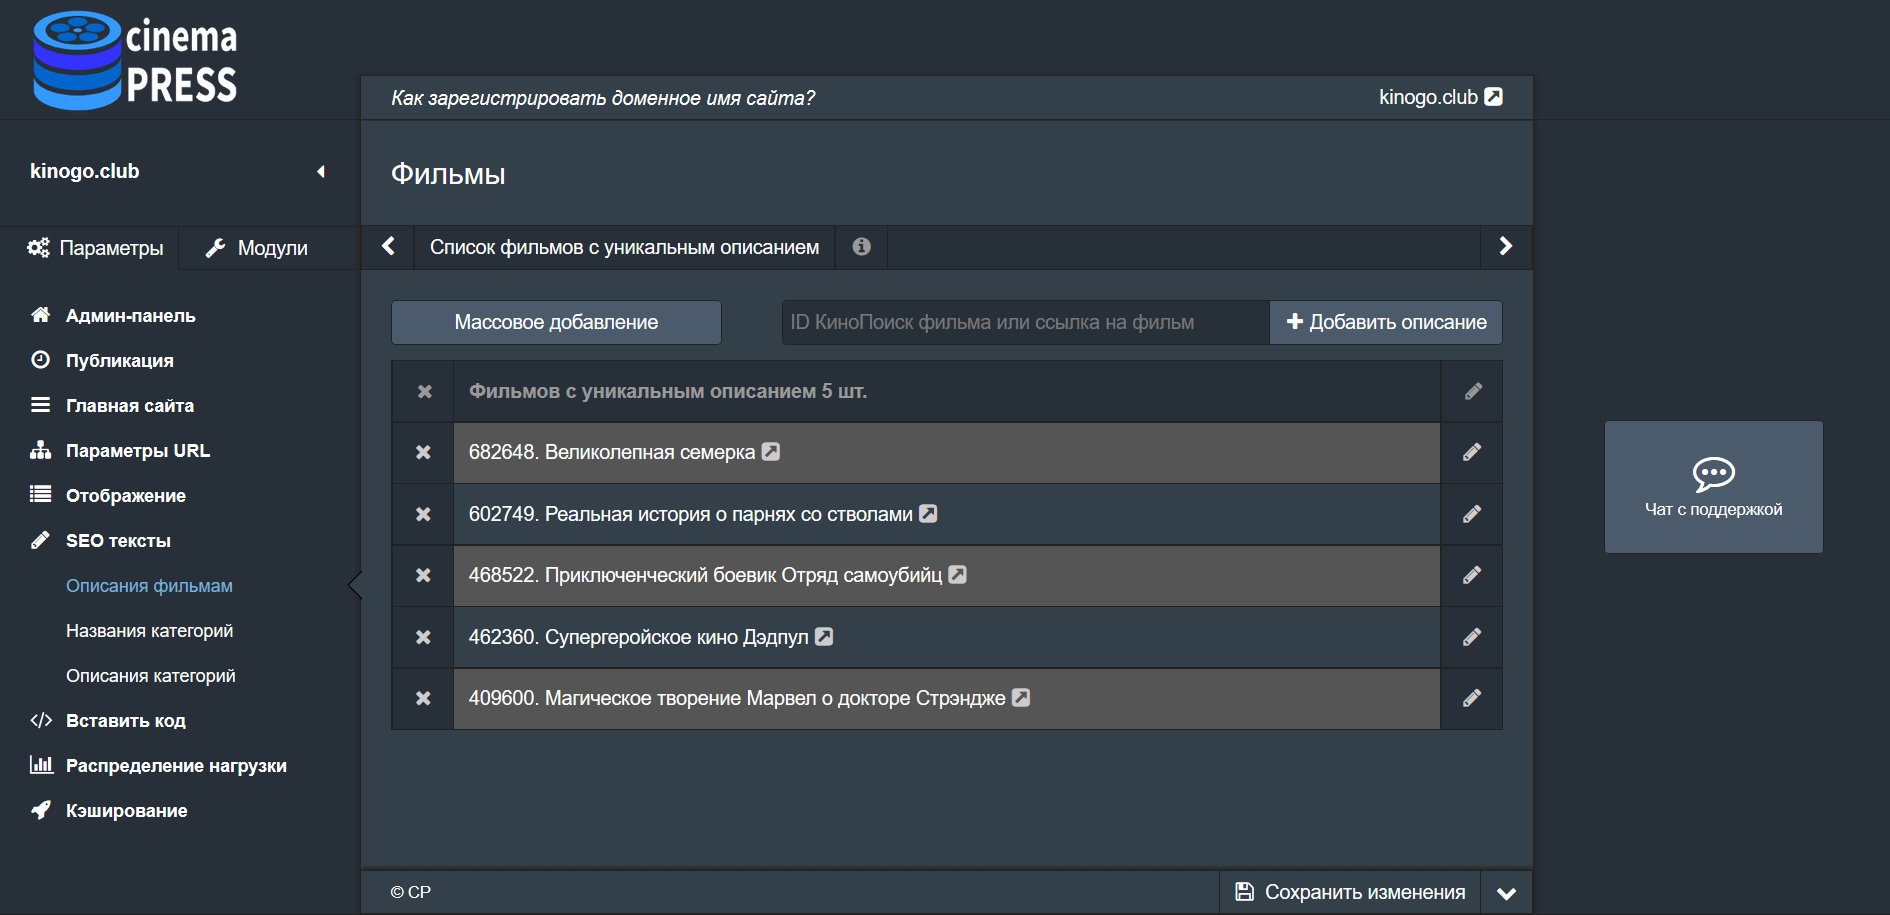 cinema
PRESS
Как зарегистрировать доменное имя сайта?
kinogo.club
kinogo.club
Параметры
Модули
Админ-панель
Публикация
Главная сайта
Параметры URL
Отображение
SEO тексты
Описания фильмам
Названия категорий
Описания категорий
Вставить код
Распределение нагрузки
Кэширование
Фильмы
Список фильмов с уникальным описанием
Массовое добавление
ID КиноПоиск фильма или ссылка на фильм
Добавить описание
Фильмов с уникальным описанием 5 шт.
682648. Великолепная семерка
602749. Реальная история о парнях со стволами
468522. Приключенческий боевик Отряд самоубийц
462360. Супергеройское кино Дэдпул
409600. Магическое творение Марвел о докторе Стрэндже
© CP
Сохранить изменения
Чат с поддержкой